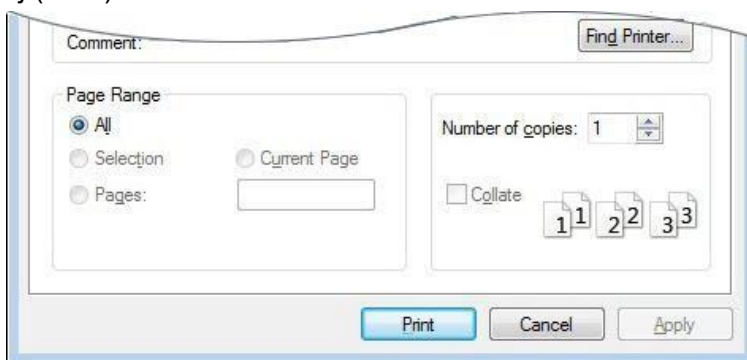 Comment:
Find Printer...
Page Range
All
Selection
Current Page
Pages:
Number of copies: 1
Collate
1 1 2 2 3 3
Print
Cancel
Apply